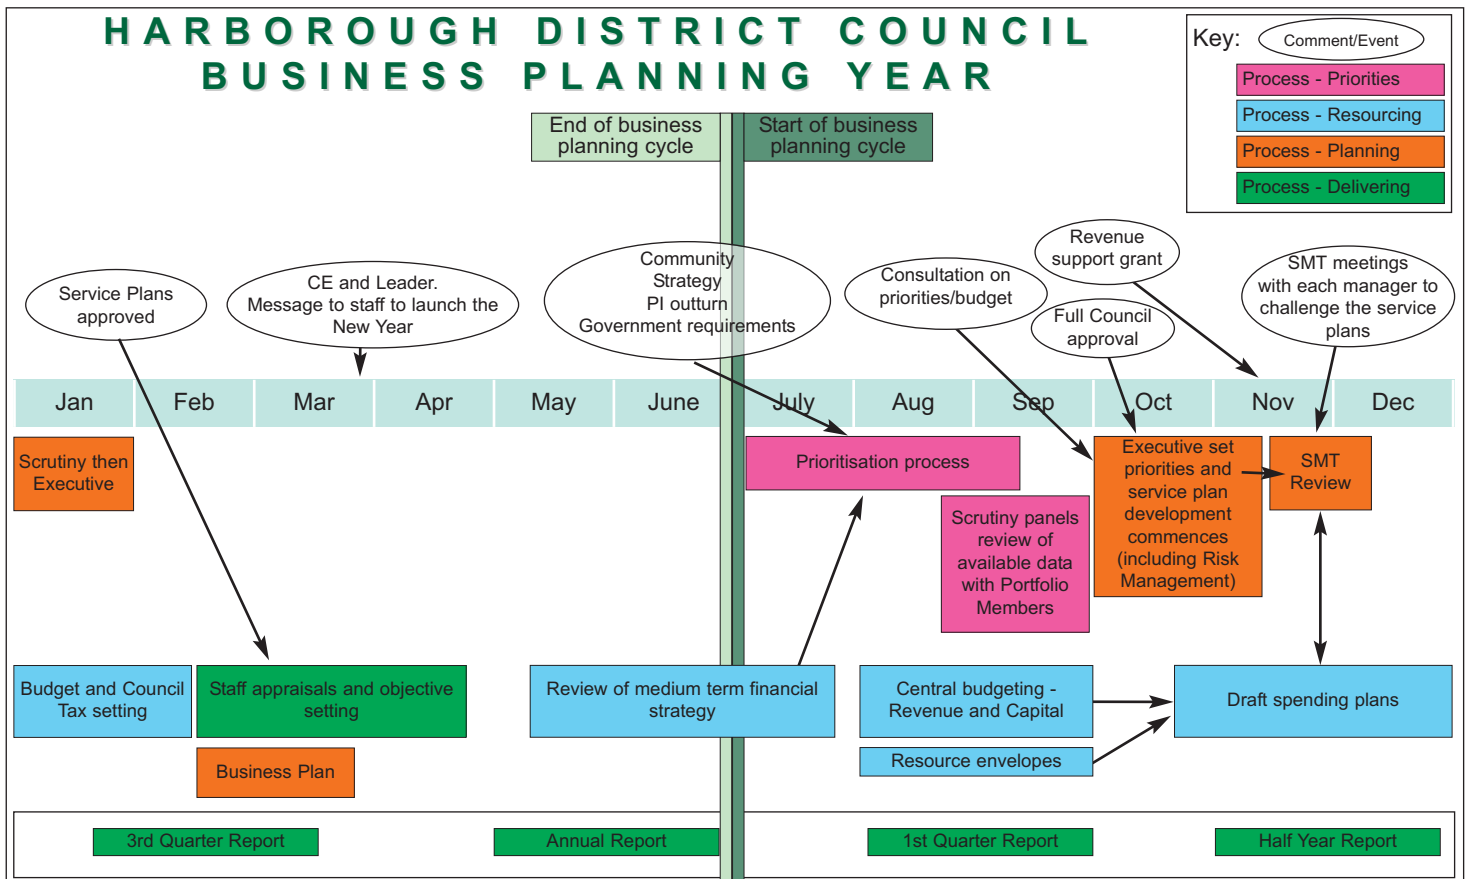 HARBOROUGH DISTRICT COUNCIL
BUSINESS PLANNING YEAR
Key:
Comment/Event
Process - Priorities
Process - Resourcing
Process - Planning
Process - Delivering
End of business
planning cycle
Start of business
planning cycle
Service Plans
approved
CE and Leader.
Message to staff to launch the
New Year
Community
Strategy
PI outturn
Government requirements
Consultation on
priorities/budget
Revenue
support grant
Full Council
approval
SMT meetings
with each manager to
challenge the service
plans
Jan
Feb
Mar
Apr
May
June
July
Aug
Sep
Oct
Nov
Dec
Scrutiny then
Executive
Prioritisation process
Scrutiny panels
review of
available data
with Portfolio
Members
Executive set
priorities and
service plan
development
commences
(including Risk
Management)
SMT
Review
Budget and Council
Tax setting
Staff appraisals and objective
setting
Business Plan
Review of medium term financial
strategy
Central budgeting -
Revenue and Capital
Resource envelopes
Draft spending plans
3rd Quarter Report
Annual Report
1st Quarter Report
Half Year Report